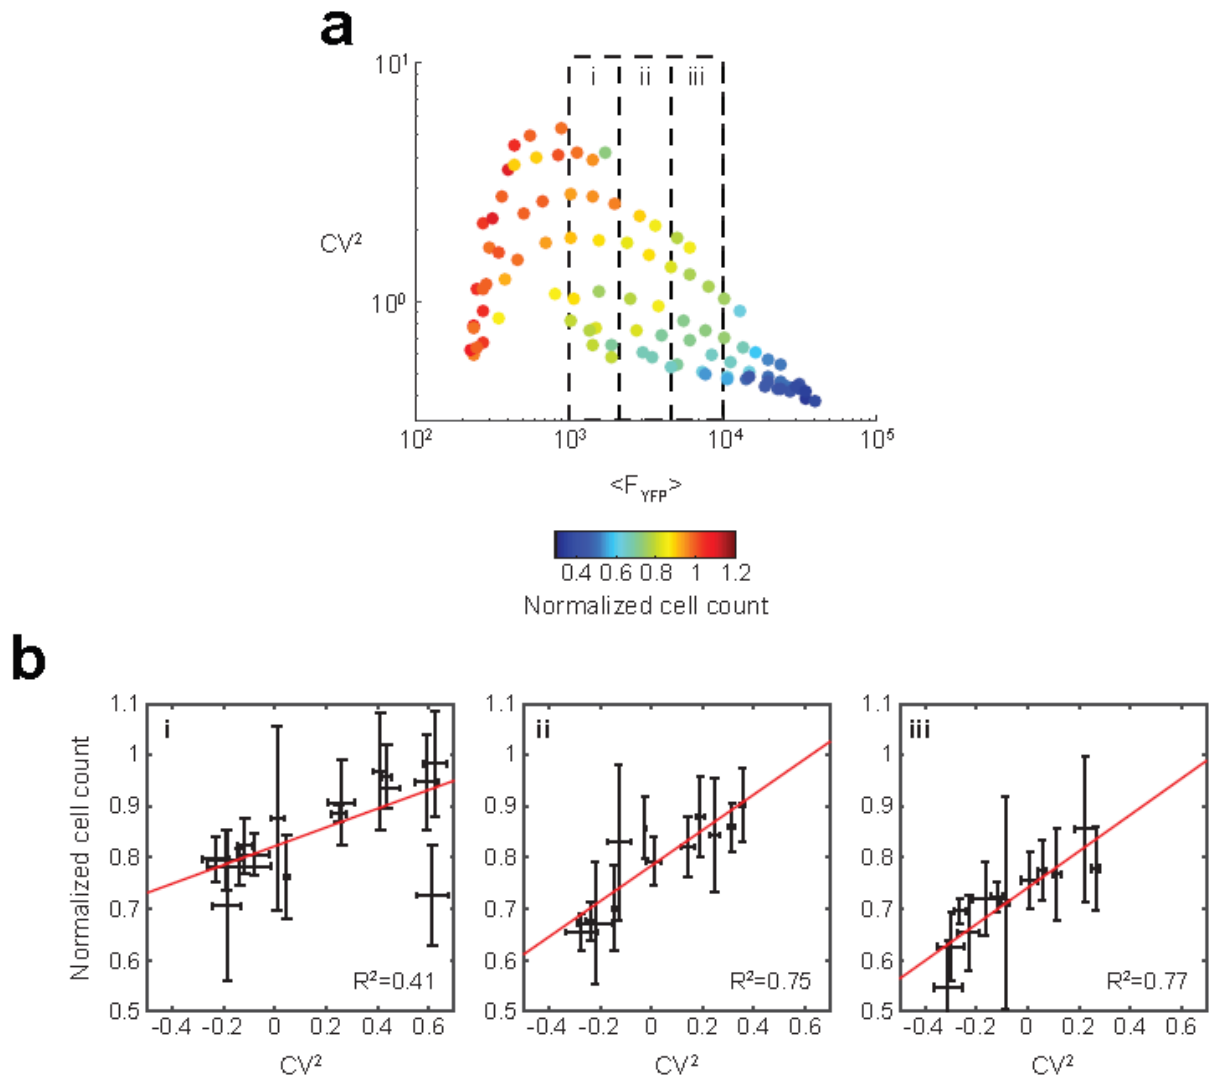 a
10¹
i ii iii
CV²
10⁰
10² 10³ 10⁴ 10⁵
<F_YFP>
0.4 0.6 0.8 1 1.2
Normalized cell count
b
1.1 1.1 1.1
i ii iii
1 1 1
0.9 0.9 0.9
0.8 0.8 0.8
0.7 0.7 0.7
0.6 0.6 0.6
Normalized cell count
R²=0.41 R²=0.75 R²=0.77
0.5 0.5 0.5
-0.4 -0.2 0 0.2 0.4 0.6 -0.4 -0.2 0 0.2 0.4 0.6 -0.4 -0.2 0 0.2 0.4 0.6
CV² CV² CV²